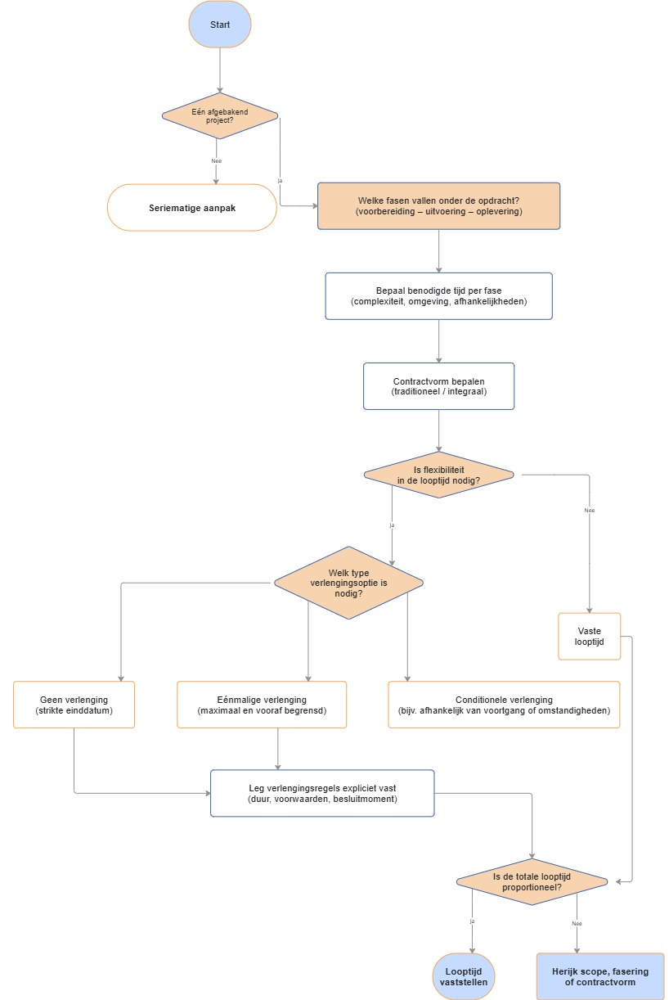 Start
Eén afgebakend
project?
Nee
Ja
Seriematige aanpak
Welke fasen vallen onder de opdracht?
(voorbereiding – uitvoering – oplevering)
Bepaal benodigde tijd per fase
(complexiteit, omgeving, afhankelijkheden)
Contractvorm bepalen
(traditioneel / integraal)
Is flexibiliteit
in de looptijd nodig?
Nee
Ja
Welk type
verlengingsoptie is
nodig?
Vaste
looptijd
Geen verlenging
(strikte einddatum)
Eénmalige verlenging
(maximaal en vooraf begrensd)
Conditionele verlenging
(bijv. afhankelijk van voortgang of omstandigheden)
Leg verlengingsregels expliciet vast
(duur, voorwaarden, besluitmoment)
Is de totale looptijd
proportioneel?
Ja
Nee
Looptijd
vaststellen
Herijk scope, fasering
of contractvorm